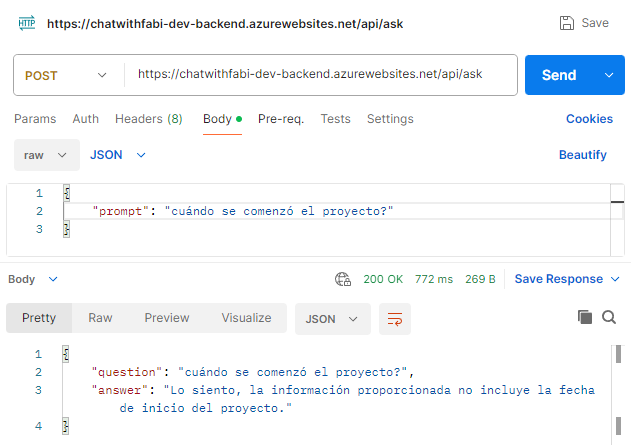 HTTP https://chatwithfabi-dev-backend.azurewebsites.net/api/ask Save
POST https://chatwithfabi-dev-backend.azurewebsites.net/api/ask Send
Params Auth Headers (8) Body Pre-req. Tests Settings Cookies
raw JSON Beautify
1 {
2 "prompt": "cuándo se comenzó el proyecto?"
3 }
Body 200 OK 772 ms 269 B Save Response
Pretty Raw Preview Visualize JSON
1 {
2 "question": "cuándo se comenzó el proyecto?",
3 "answer": "Lo siento, la información proporcionada no incluye la fecha
de inicio del proyecto."
4 }